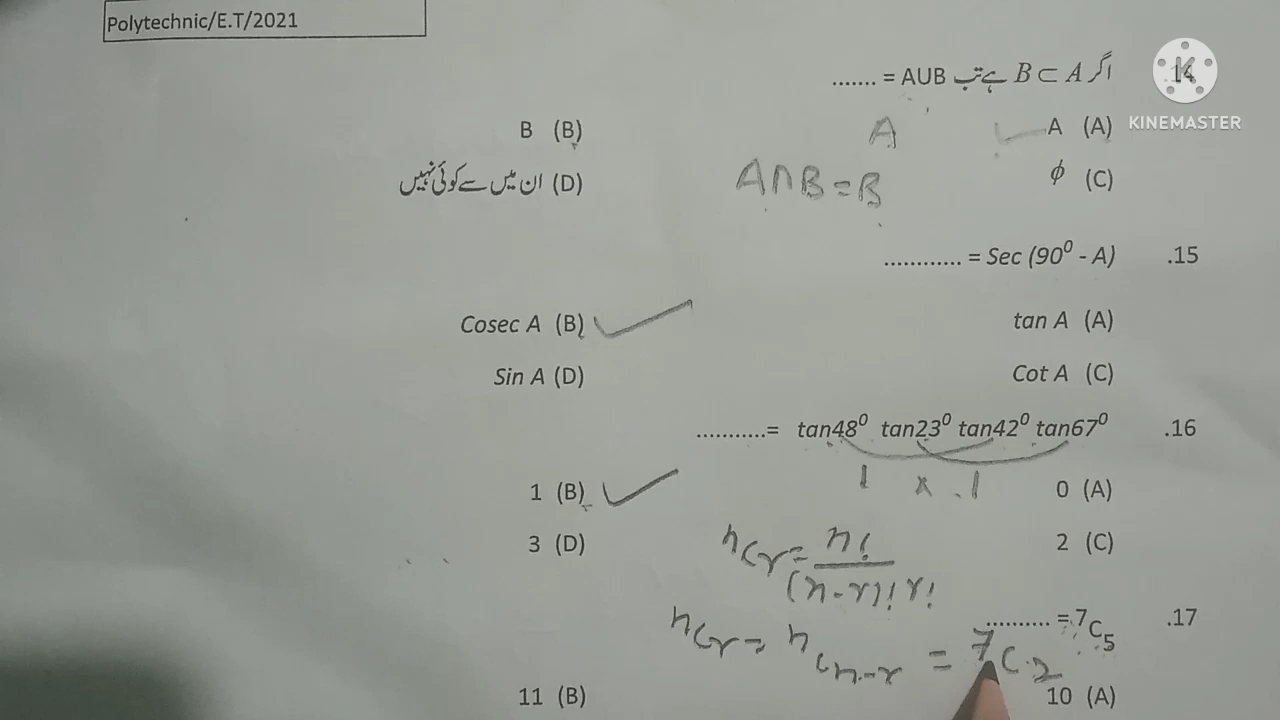 Polytechnic/E.T/2021
.14 اگر B ⊂ A ہے تب AUB = .......
(A) A
(B) B
A
(C) ϕ
(D) ان میں سے کوئی نہیں
A∩B=B
KINEMASTER
.15 Sec (90⁰ - A) = ............
(A) tan A
(B) Cosec A
(C) Cot A
(D) Sin A
.16 tan48⁰ tan23⁰ tan42⁰ tan67⁰ =...........
1 x .1
(A) 0
(B) 1
(C) 2
(D) 3
nCr = n! / (n-r)! r!
.17 ⁷C₅ = ..........
nCr = nCn-r = 7C2
(A) 10
(B) 11